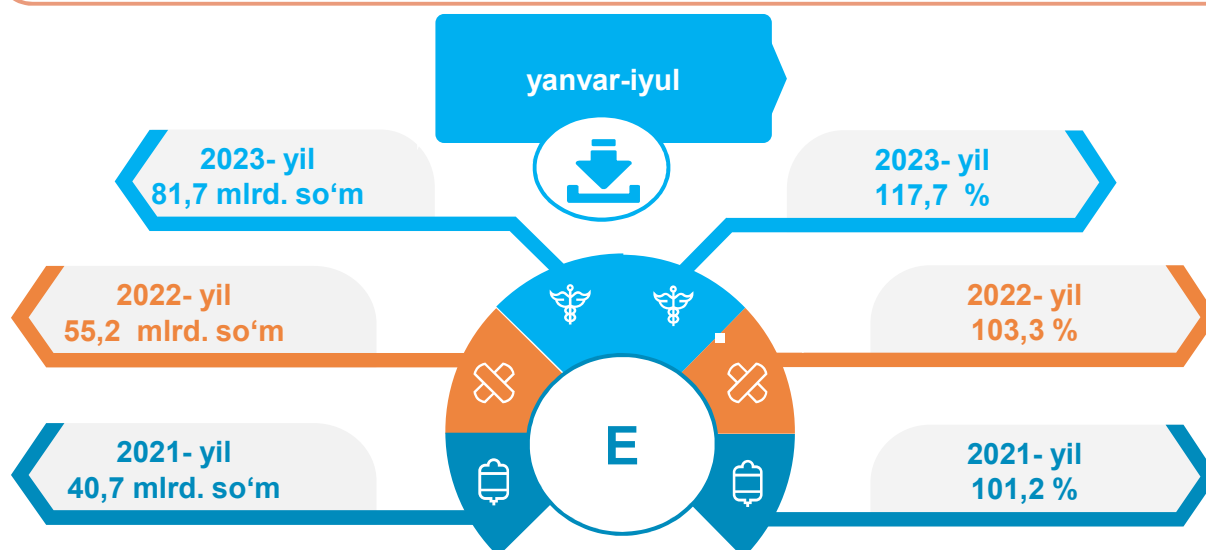 yanvar-iyul
2023- yil
81,7 mlrd. so‘m
2023- yil
117,7 %
2022- yil
55,2 mlrd. so‘m
2022- yil
103,3 %
E
2021- yil
40,7 mlrd. so‘m
2021- yil
101,2 %